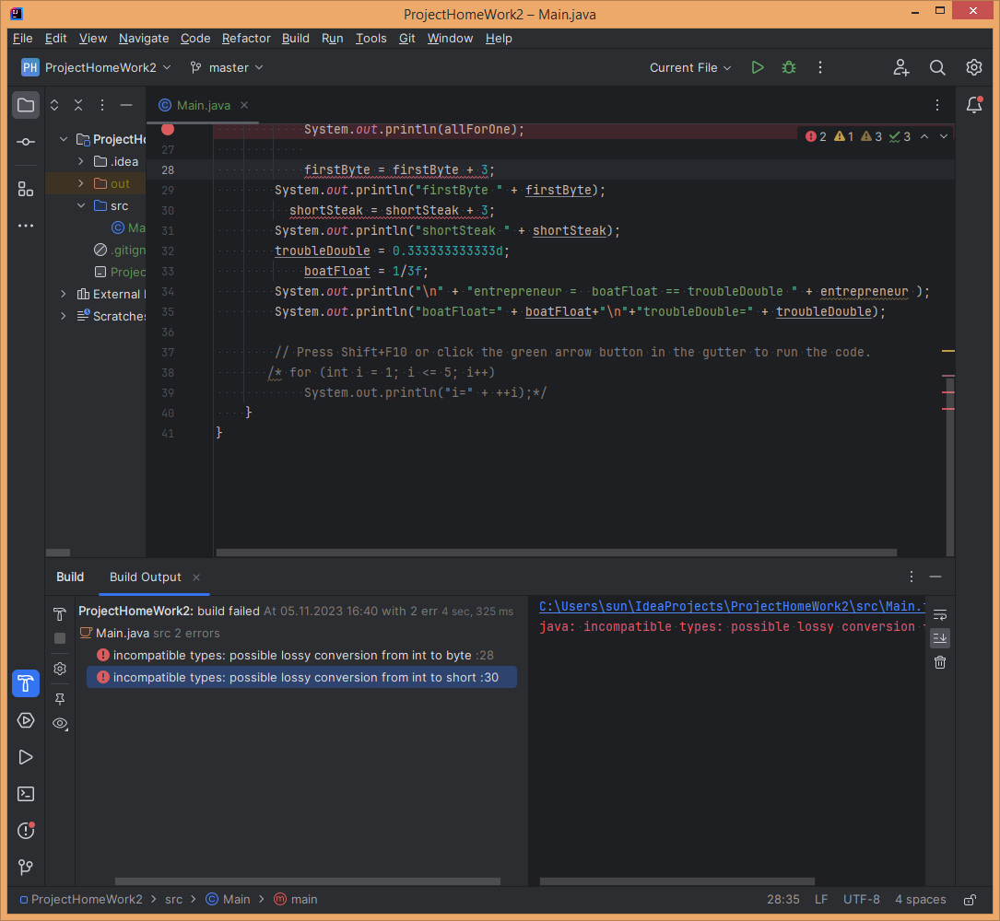 ProjectHomeWork2 – Main.java
File Edit View Navigate Code Refactor Build Run Tools Git Window Help
PH ProjectHomeWork2 master Current File
Main.java
ProjectH
.idea
out
src
Ma
.gitign
Projec
External
Scratches
2 1 3 3
System.out.println(allForOne);
27
28 firstByte = firstByte + 3;
29 System.out.println("firstByte " + firstByte);
30 shortSteak = shortSteak + 3;
31 System.out.println("shortSteak " + shortSteak);
32 troubleDouble = 0.333333333333d;
33 boatFloat = 1/3f;
34 System.out.println("\n" + "entrepreneur =  boatFloat == troubleDouble " + entrepreneur );
35 System.out.println("boatFloat=" + boatFloat+"\n"+"troubleDouble=" + troubleDouble);
36
37 // Press Shift+F10 or click the green arrow button in the gutter to run the code.
38 /* for (int i = 1; i <= 5; i++)
39 System.out.println("i=" + ++i);*/
40 }
41 }
Build Build Output
ProjectHomeWork2: build failed At 05.11.2023 16:40 with 2 err 4 sec, 325 ms
Main.java src 2 errors
incompatible types: possible lossy conversion from int to byte :28
incompatible types: possible lossy conversion from int to short :30
C:\Users\sun\IdeaProjects\ProjectHomeWork2\src\Main.
java: incompatible types: possible lossy conversion
ProjectHomeWork2 > src > Main > main 28:35 LF UTF-8 4 spaces